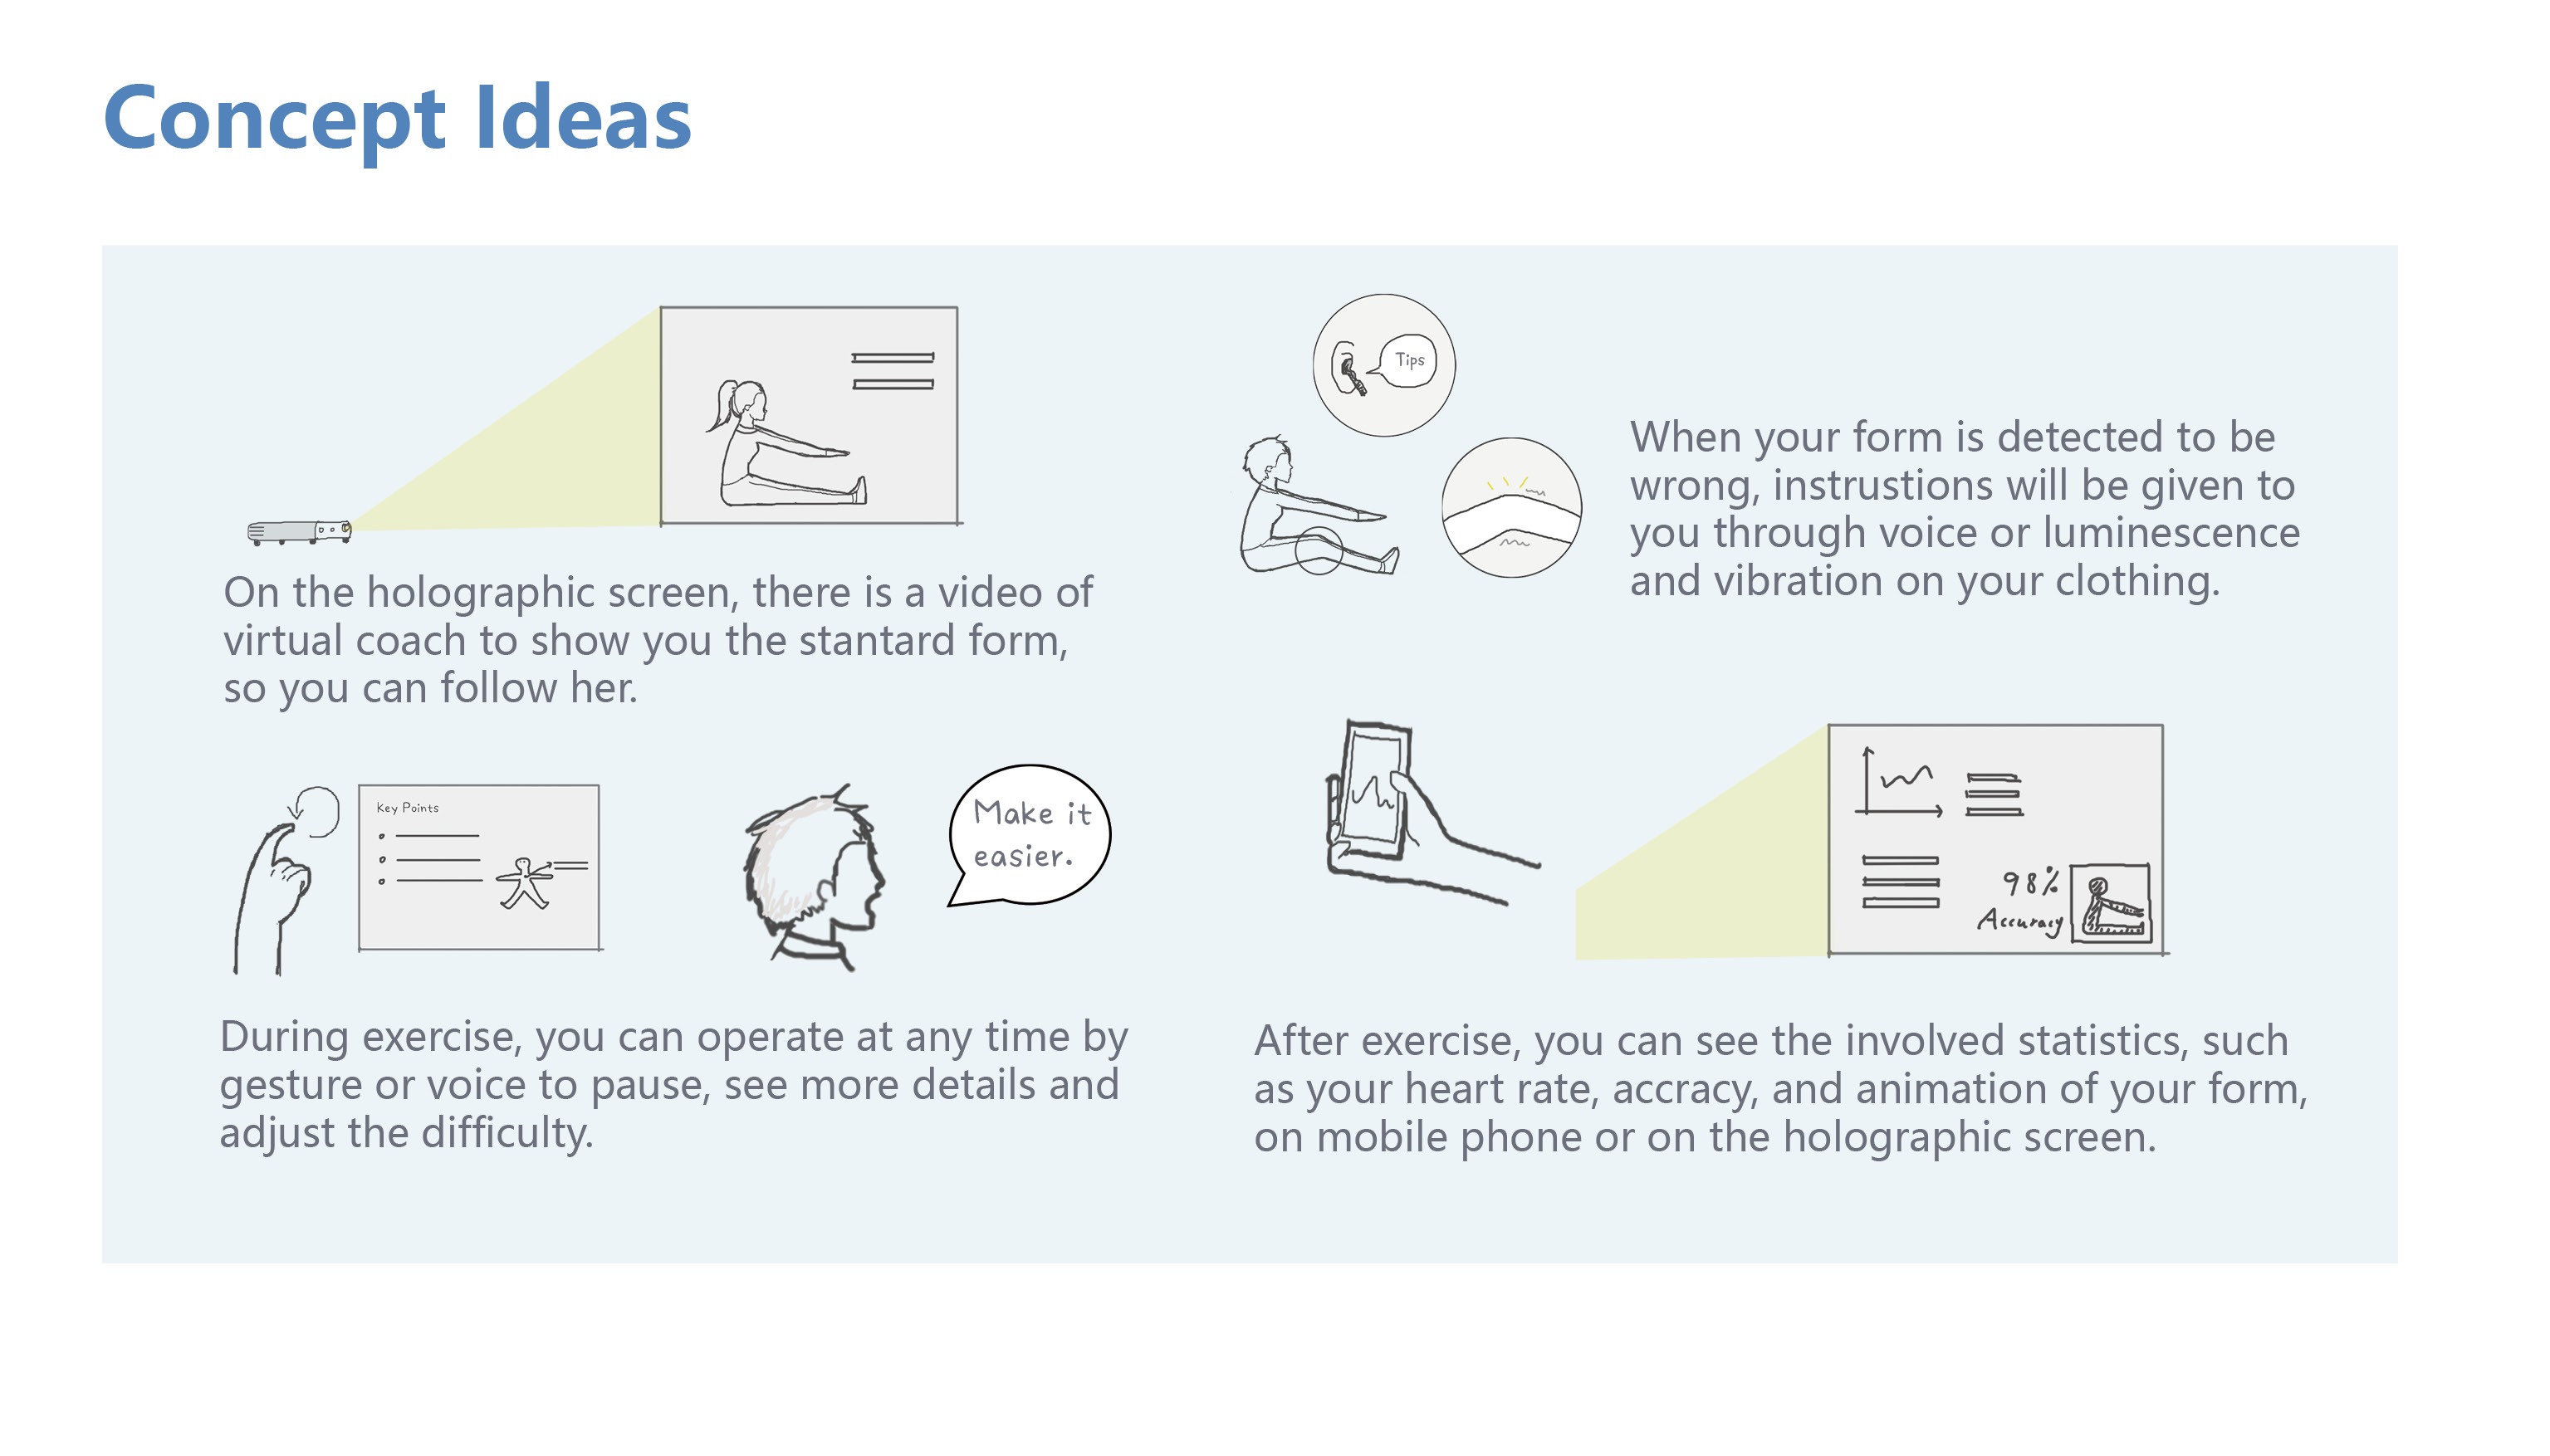 Concept Ideas
On the holographic screen, there is a video of
virtual coach to show you the stantard form,
so you can follow her.
Tips
When your form is detected to be
wrong, instrustions will be given to
you through voice or luminescence
and vibration on your clothing.
Key Points
Make it
easier.
During exercise, you can operate at any time by
gesture or voice to pause, see more details and
adjust the difficulty.
98%
Accuracy
After exercise, you can see the involved statistics, such
as your heart rate, accracy, and animation of your form,
on mobile phone or on the holographic screen.